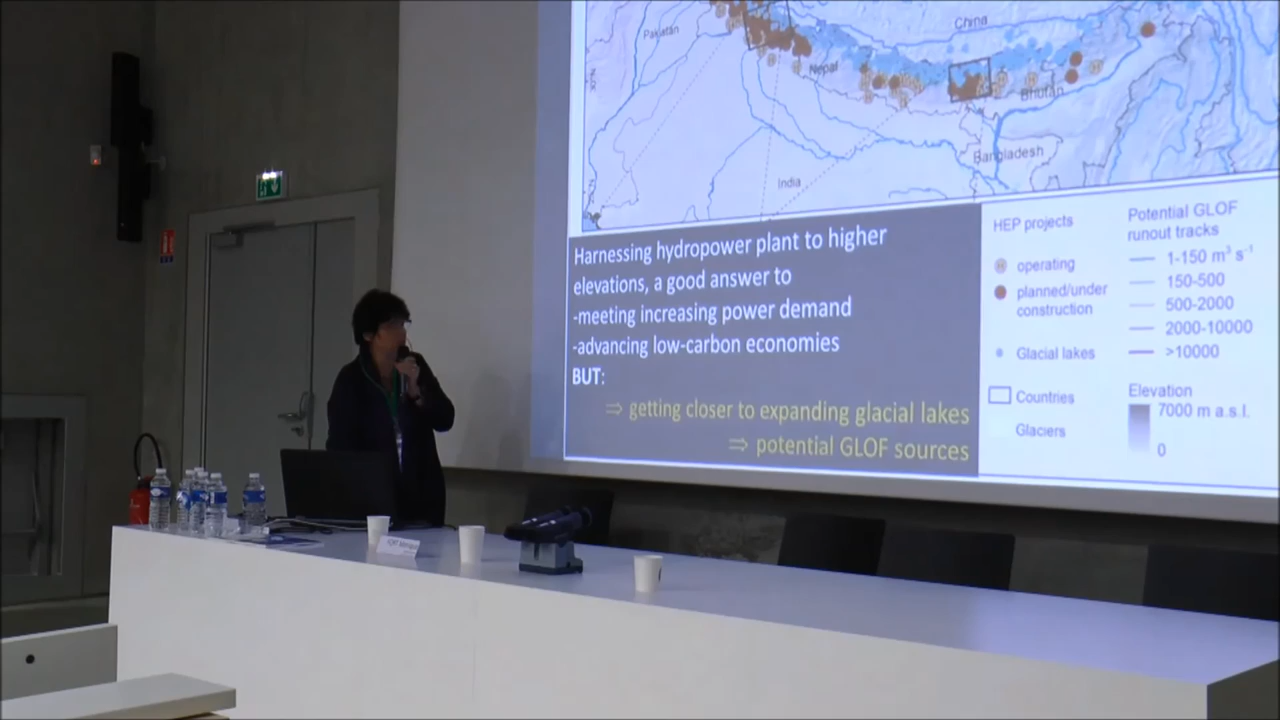 China
Pakistan
Nepal
Bhutan
Bangladesh
India
Harnessing hydropower plant to higher
elevations, a good answer to
-meeting increasing power demand
-advancing low-carbon economies
BUT:
⇒ getting closer to expanding glacial lakes
⇒ potential GLOF sources
HEP projects
operating
planned/under
construction
Glacial lakes
Countries
Glaciers
Potential GLOF
runout tracks
1-150 m³ s⁻¹
150-500
500-2000
2000-10000
>10000
Elevation
7000 m a.s.l.
0